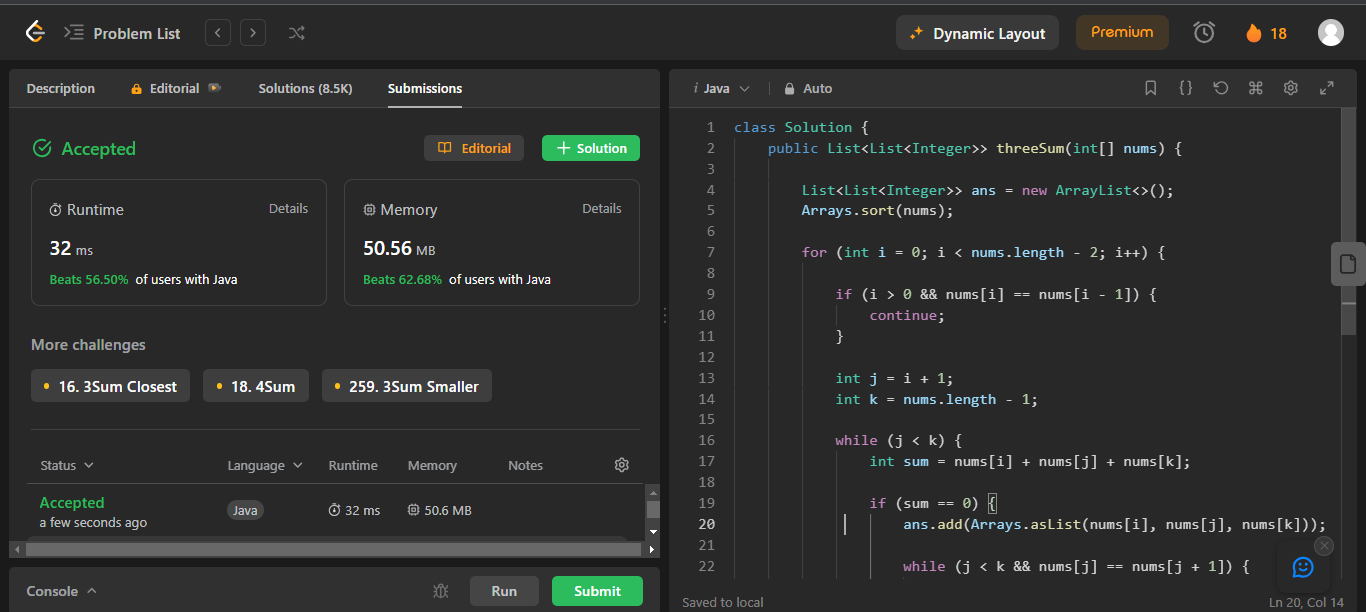 Problem List
Dynamic Layout
Premium
18
Description
Editorial
Solutions (8.5K)
Submissions
Accepted
Editorial
Solution
Runtime
Details
32 ms
Beats 56.50% of users with Java
Memory
Details
50.56 MB
Beats 62.68% of users with Java
More challenges
16. 3Sum Closest
18. 4Sum
259. 3Sum Smaller
Status Language Runtime Memory Notes
Accepted
a few seconds ago
Java
32 ms
50.6 MB
Console
Run
Submit
i Java
Auto
1 class Solution {
2 public List<List<Integer>> threeSum(int[] nums) {
3
4 List<List<Integer>> ans = new ArrayList<>();
5 Arrays.sort(nums);
6
7 for (int i = 0; i < nums.length - 2; i++) {
8
9 if (i > 0 && nums[i] == nums[i - 1]) {
10 continue;
11 }
12
13 int j = i + 1;
14 int k = nums.length - 1;
15
16 while (j < k) {
17 int sum = nums[i] + nums[j] + nums[k];
18
19 if (sum == 0) {
20 ans.add(Arrays.asList(nums[i], nums[j], nums[k]));
21
22 while (j < k && nums[j] == nums[j + 1]) {
Saved to local
Ln 20, Col 14